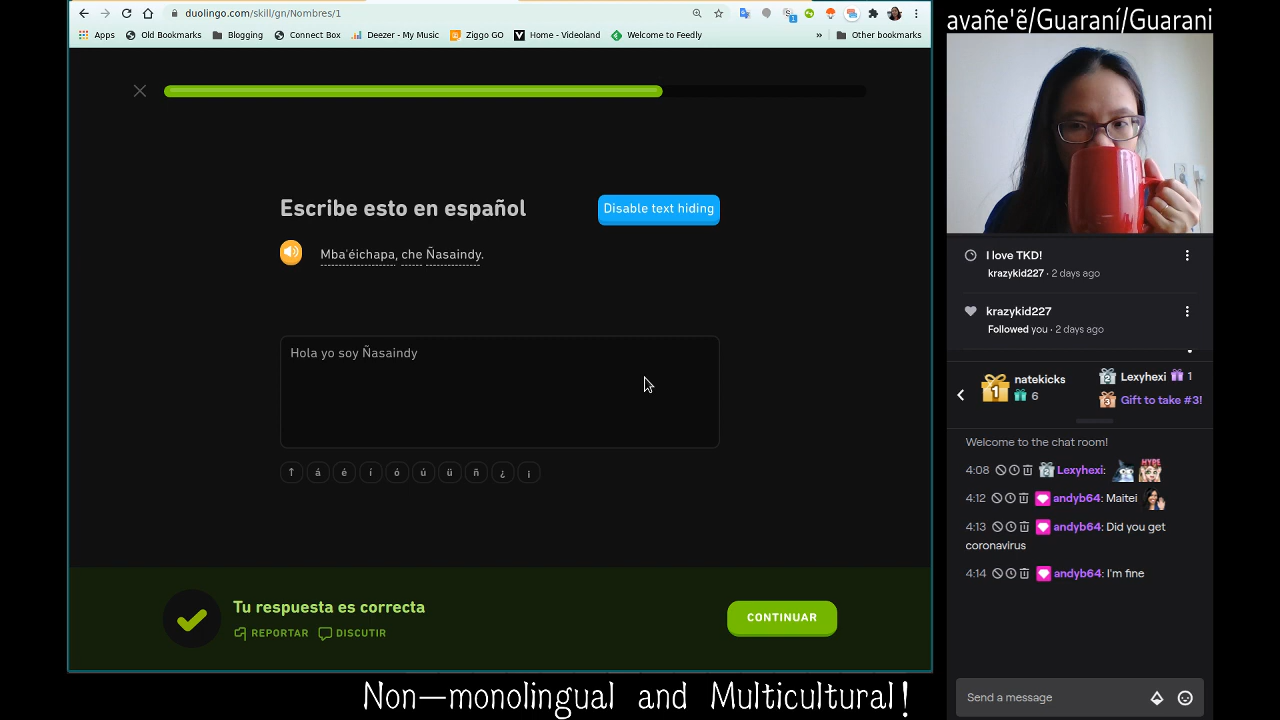 duolingo.com/skill/gn/Nombres/1
Apps
Old Bookmarks
Blogging
Connect Box
Deezer - My Music
Ziggo GO
Home - Videoland
Welcome to Feedly
»
Other bookmarks
Escribe esto en español
Disable text hiding
Mba'éichapa, che Ñasaindy.
Hola yo soy Ñasaindy
↑ á é í ó ú ü ñ ¿ ¡
Tu respuesta es correcta
REPORTAR
DISCUTIR
CONTINUAR
Non-monolingual and Multicultural!
avañe'ẽ/Guaraní/Guarani
I love TKD!
krazykid227 · 2 days ago
krazykid227
Followed you · 2 days ago
1 natekicks
6
2 Lexyhexi 1
3 Gift to take #3!
Welcome to the chat room!
4:08 2 Lexyhexi:
4:12 andyb64: Maitei
4:13 andyb64: Did you get
coronavirus
4:14 andyb64: I'm fine
Send a message